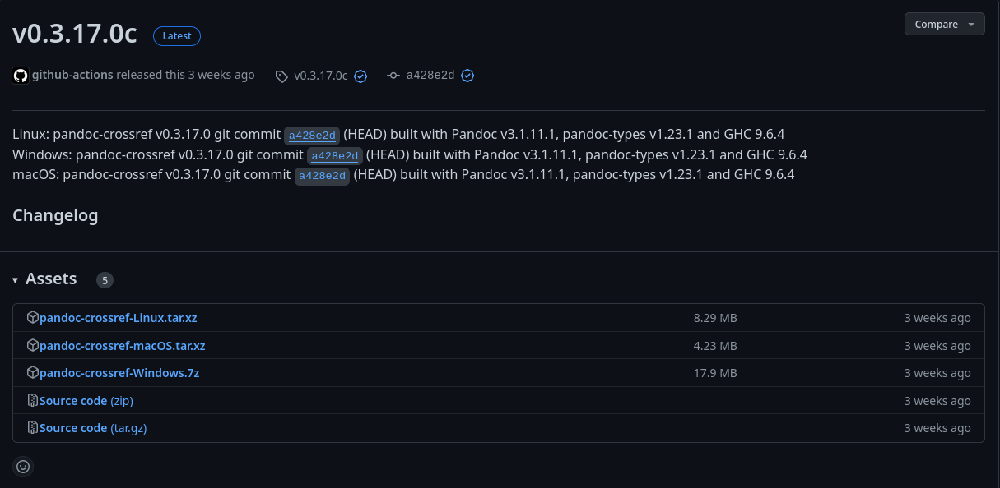 v0.3.17.0c Latest Compare
github-actions released this 3 weeks ago v0.3.17.0c a428e2d
Linux: pandoc-crossref v0.3.17.0 git commit a428e2d (HEAD) built with Pandoc v3.1.11.1, pandoc-types v1.23.1 and GHC 9.6.4
Windows: pandoc-crossref v0.3.17.0 git commit a428e2d (HEAD) built with Pandoc v3.1.11.1, pandoc-types v1.23.1 and GHC 9.6.4
macOS: pandoc-crossref v0.3.17.0 git commit a428e2d (HEAD) built with Pandoc v3.1.11.1, pandoc-types v1.23.1 and GHC 9.6.4
Changelog
Assets 5
pandoc-crossref-Linux.tar.xz 8.29 MB 3 weeks ago
pandoc-crossref-macOS.tar.xz 4.23 MB 3 weeks ago
pandoc-crossref-Windows.7z 17.9 MB 3 weeks ago
Source code (zip) 3 weeks ago
Source code (tar.gz) 3 weeks ago